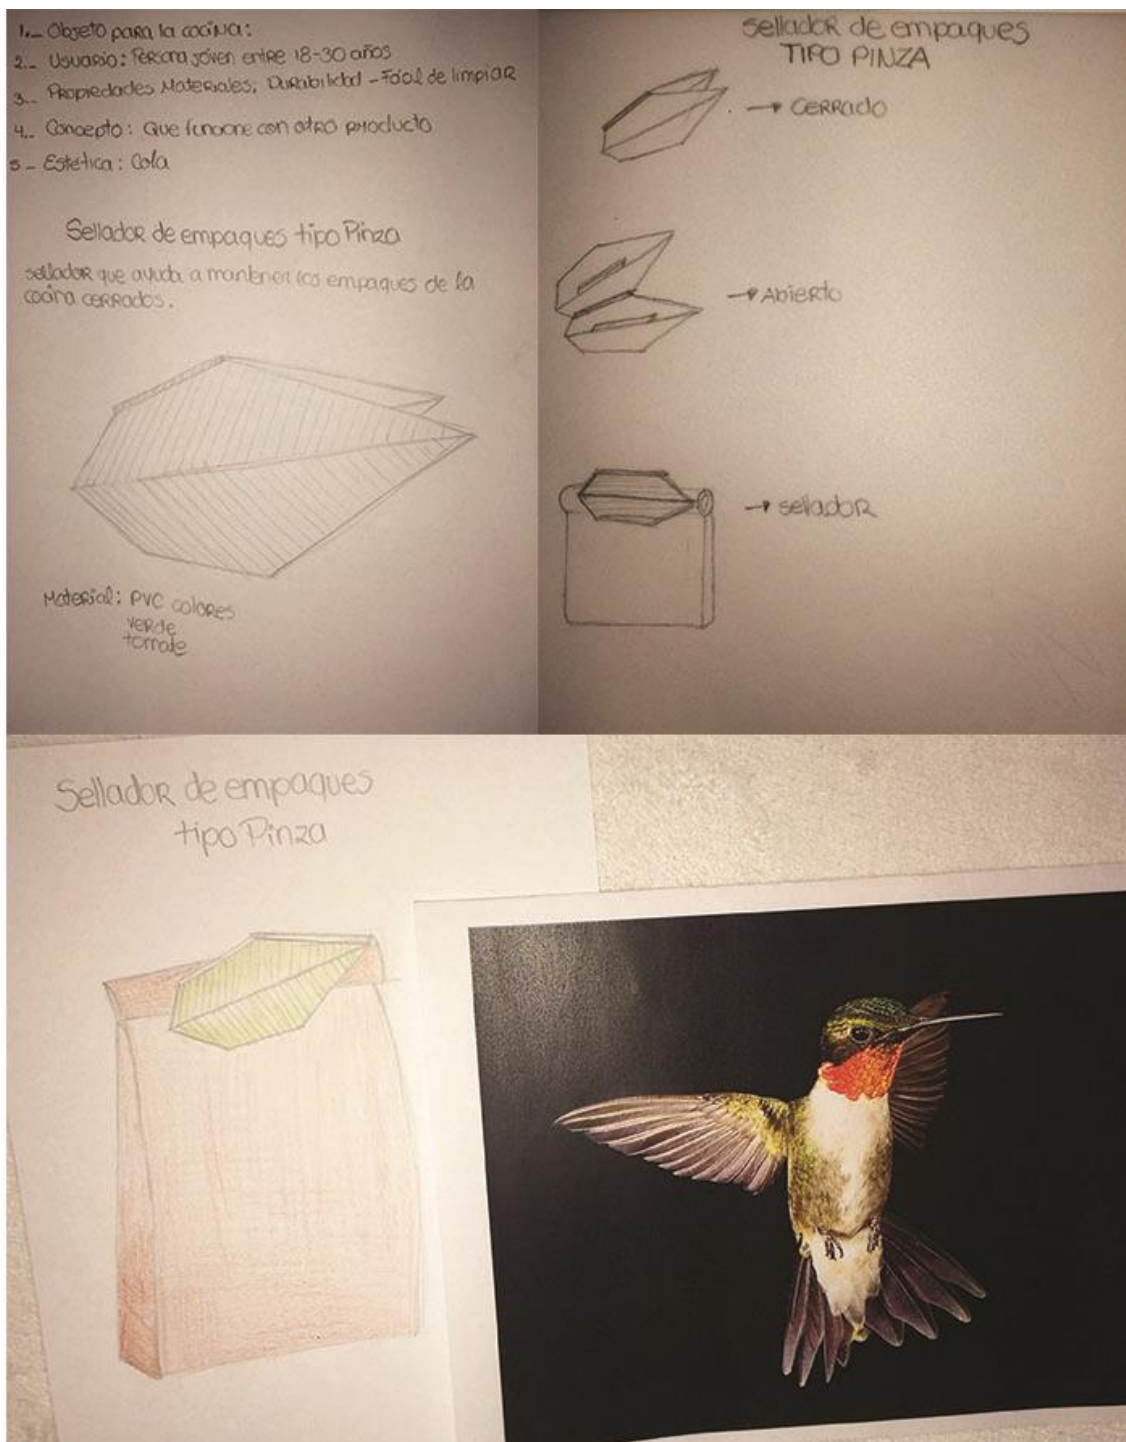 1._ Objeto para la cocina:
2.- Usuario: Persona jóven entre 18-30 años
3.. Propiedades Materiales; Durabilidad - Fácil de limpiar
4.. Concepto: Que funcione con otro producto
5 - Estética: Cola
Sellador de empaques tipo Pinza
sellador que ayuda a mantener los empaques de la
cocina CERRADOS.
Material: PVC colores
verde
tomate
Sellador de empaques
TIPO PINZA
→ CERRADO
→ Abierto
→ sellador
Sellador de empaques
tipo Pinza